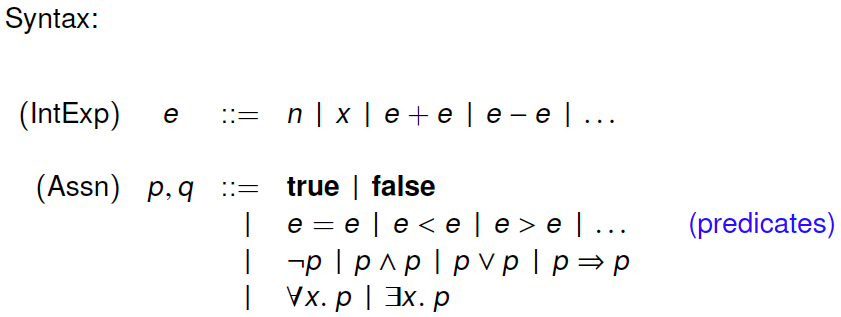 Syntax:
(IntExp) e ::= n | x | e + e | e – e | ...
(Assn) p, q ::= true | false
| e = e | e < e | e > e | ... (predicates)
| ¬p | p ∧ p | p ∨ p | p ⇒ p
| ∀x. p | ∃x. p